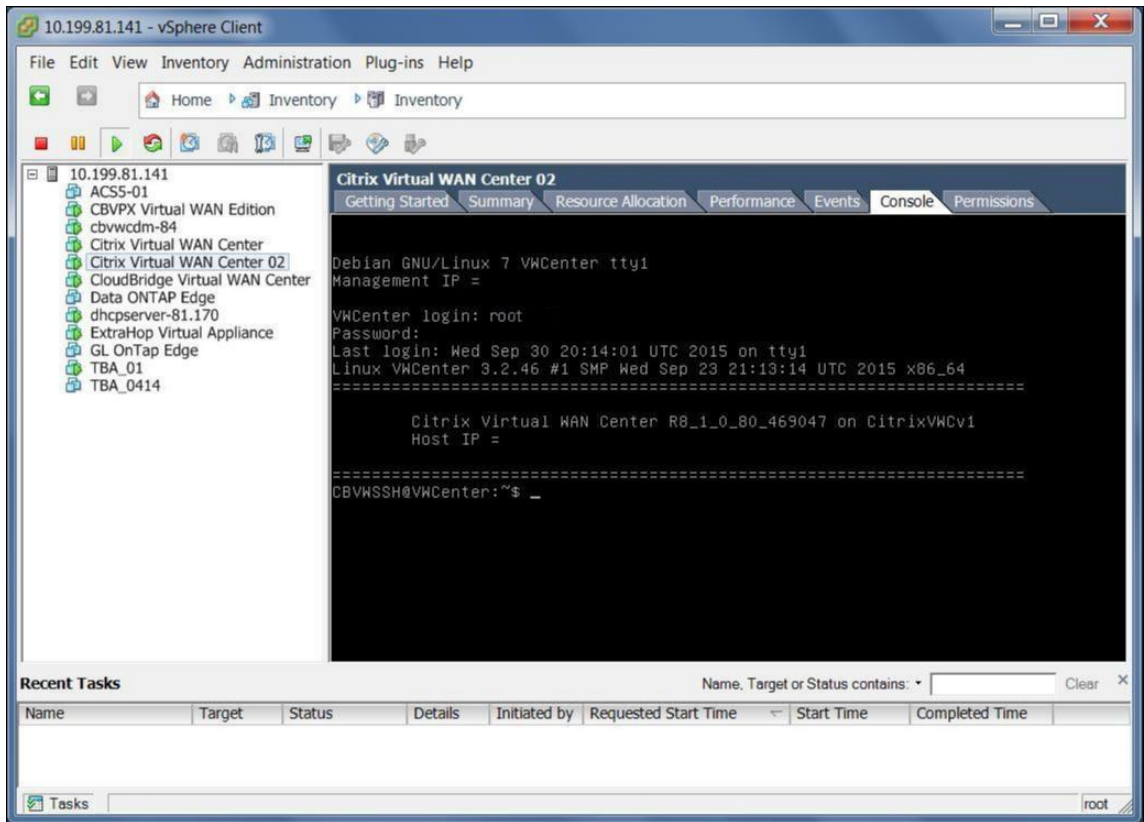 10.199.81.141 - vSphere Client
File Edit View Inventory Administration Plug-ins Help
Home Inventory Inventory
10.199.81.141
ACS5-01
CBVPX Virtual WAN Edition
cbvwcdm-84
Citrix Virtual WAN Center
Citrix Virtual WAN Center 02
CloudBridge Virtual WAN Center
Data ONTAP Edge
dhcpserver-81.170
ExtraHop Virtual Appliance
GL OnTap Edge
TBA_01
TBA_0414
Citrix Virtual WAN Center 02
Getting Started Summary Resource Allocation Performance Events Console Permissions
Debian GNU/Linux 7 VWCenter tty1
Management IP =
VWCenter login: root
Password:
Last login: Wed Sep 30 20:14:01 UTC 2015 on tty1
Linux VWCenter 3.2.46 #1 SMP Wed Sep 23 21:13:14 UTC 2015 x86_64
======================================================================
Citrix Virtual WAN Center R8_1_0_80_469047 on CitrixVWCv1
Host IP =
======================================================================
CBVWSSH@VWCenter:~$ _
Recent Tasks Name, Target or Status contains: Clear ×
Name Target Status Details Initiated by Requested Start Time Start Time Completed Time
Tasks root